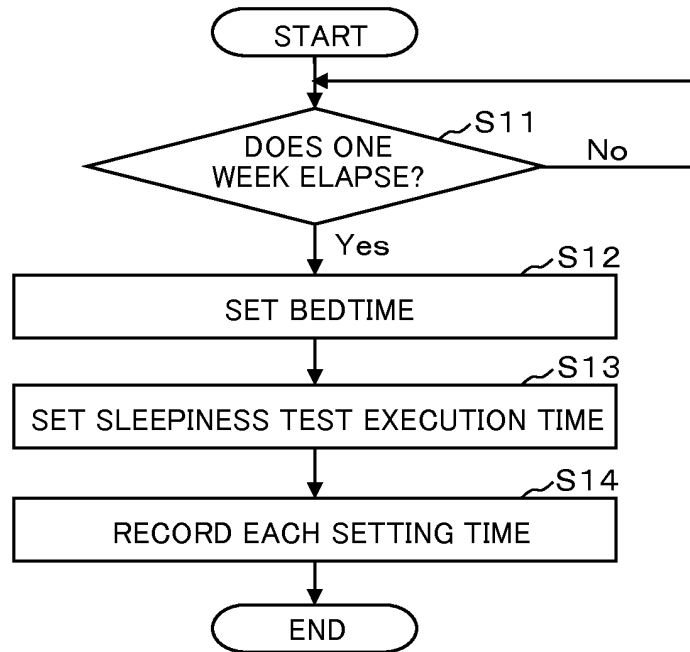 START
S11
DOES ONE
WEEK ELAPSE?
No
Yes
S12
SET BEDTIME
S13
SET SLEEPINESS TEST EXECUTION TIME
S14
RECORD EACH SETTING TIME
END